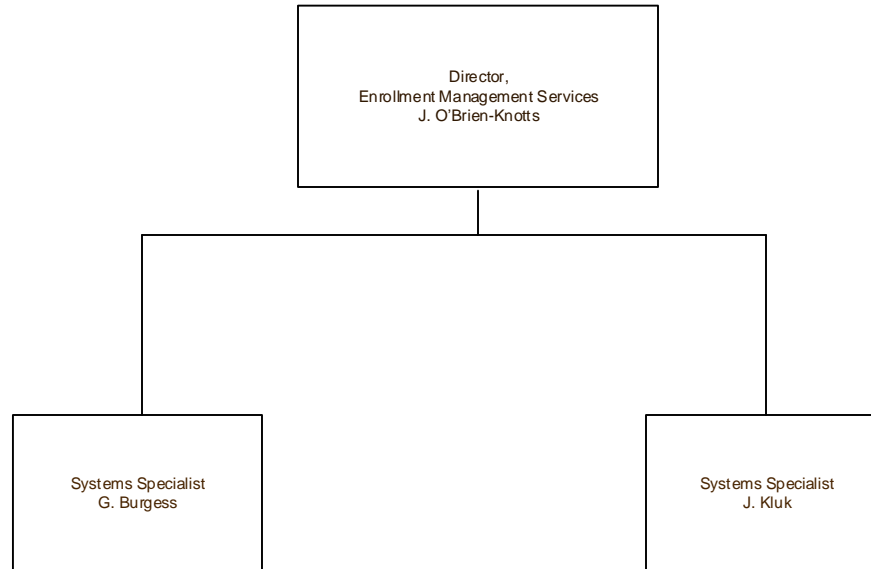 Director,
Enrollment Management Services
J. O'Brien-Knotts
Systems Specialist
G. Burgess
Systems Specialist
J. Kluk